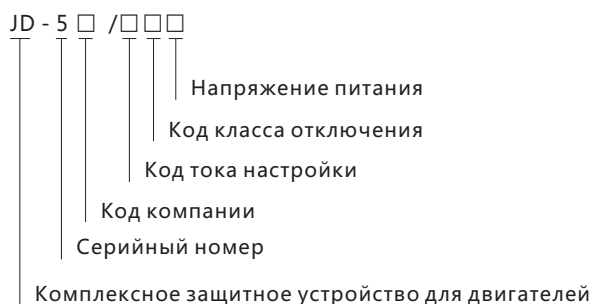 JD - 5 □ /□ □ □
Напряжение питания
Код класса отключения
Код тока настройки
Код компании
Серийный номер
Комплексное защитное устройство для двигателей